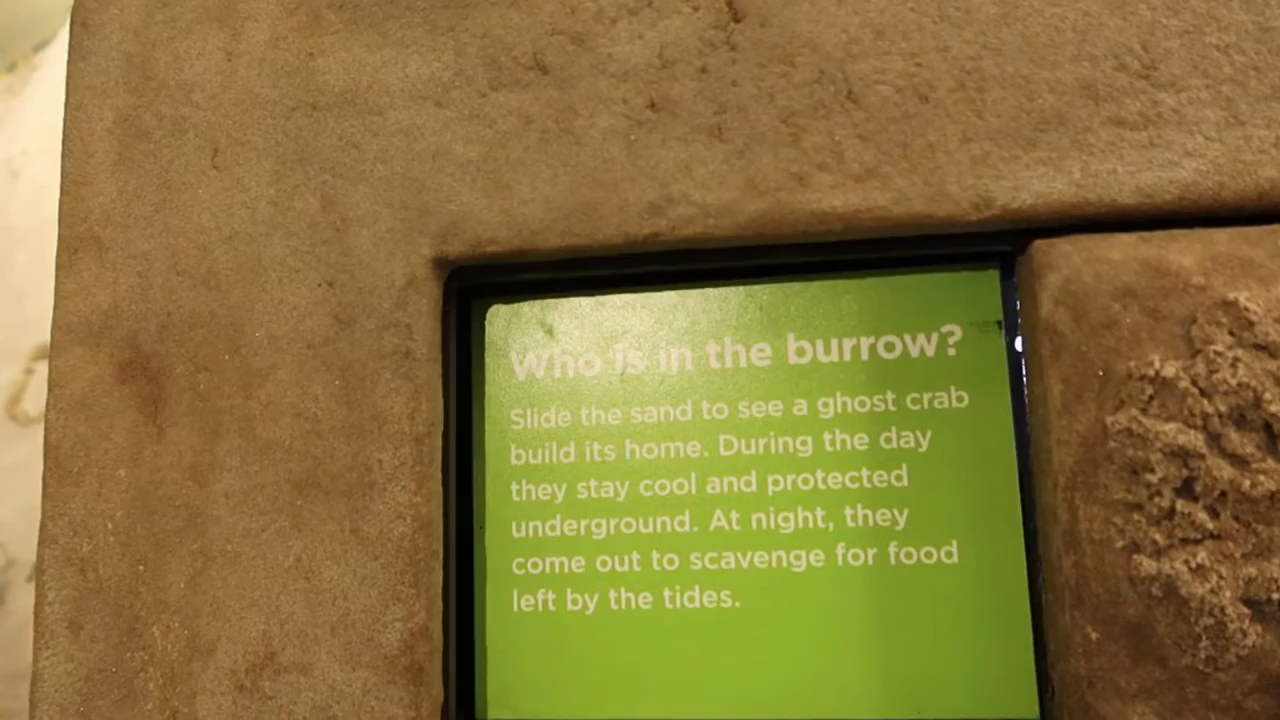 Who is in the burrow?
Slide the sand to see a ghost crab
build its home. During the day
they stay cool and protected
underground. At night, they
come out to scavenge for food
left by the tides.